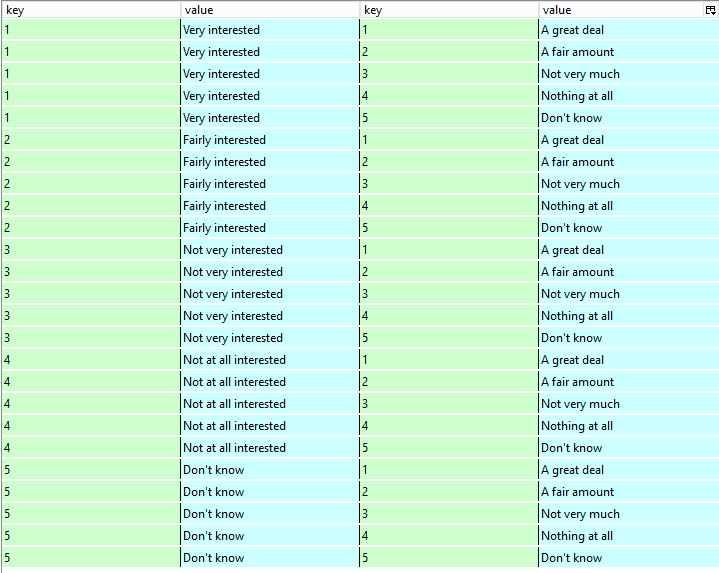 key value key value
1 Very interested 1 A great deal
1 Very interested 2 A fair amount
1 Very interested 3 Not very much
1 Very interested 4 Nothing at all
1 Very interested 5 Don't know
2 Fairly interested 1 A great deal
2 Fairly interested 2 A fair amount
2 Fairly interested 3 Not very much
2 Fairly interested 4 Nothing at all
2 Fairly interested 5 Don't know
3 Not very interested 1 A great deal
3 Not very interested 2 A fair amount
3 Not very interested 3 Not very much
3 Not very interested 4 Nothing at all
3 Not very interested 5 Don't know
4 Not at all interested 1 A great deal
4 Not at all interested 2 A fair amount
4 Not at all interested 3 Not very much
4 Not at all interested 4 Nothing at all
4 Not at all interested 5 Don't know
5 Don't know 1 A great deal
5 Don't know 2 A fair amount
5 Don't know 3 Not very much
5 Don't know 4 Nothing at all
5 Don't know 5 Don't know